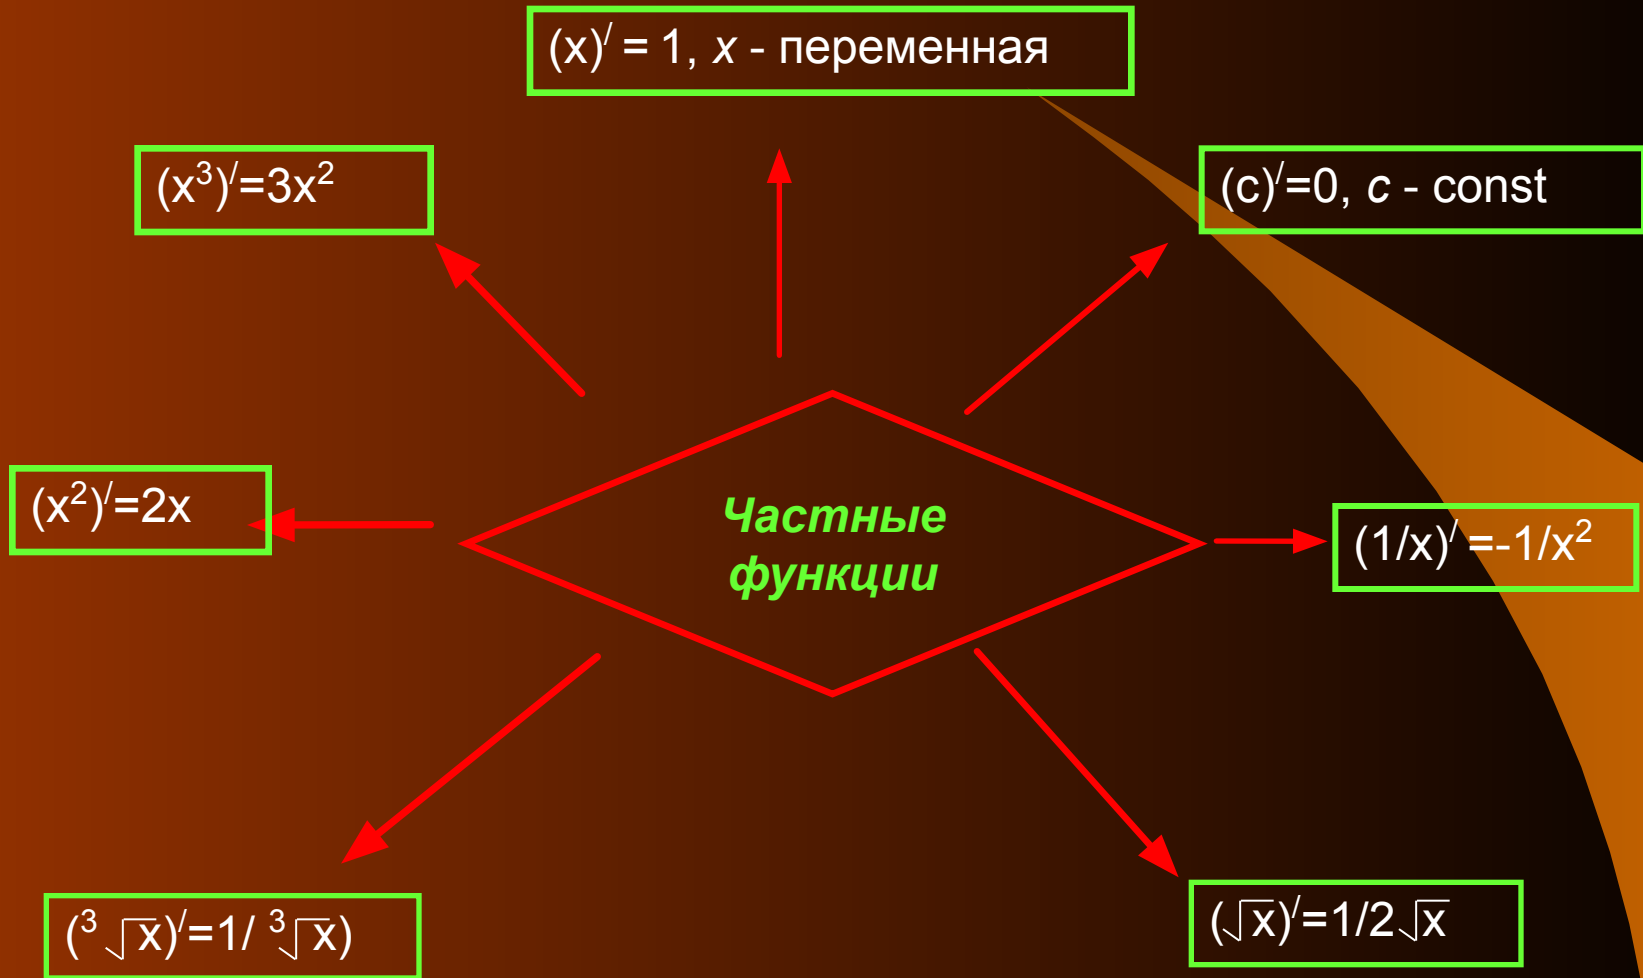 (x)/ = 1, x - переменная
(x³)/=3x²
(c)/=0, c - const
(x²)/=2x
Частные
функции
(1/x)/ =-1/x²
(³√x)/=1/ ³√x)
(√x)/=1/2√x